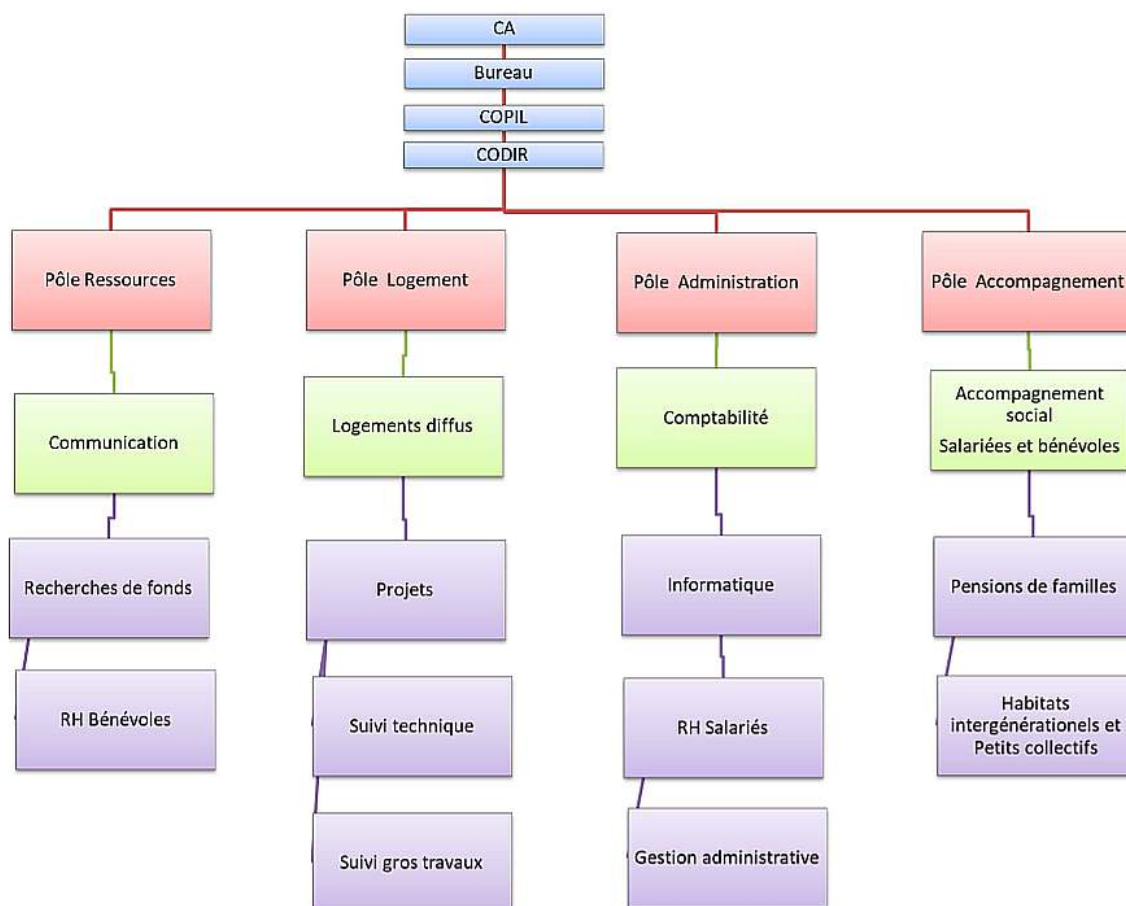 CA
Bureau
COPIL
CODIR
Pôle Ressources
Pôle Logement
Pôle Administration
Pôle Accompagnement
Communication
Logements diffus
Comptabilité
Accompagnement
social
Salariées et bénévoles
Recherches de fonds
Projets
Informatique
Pensions de familles
RH Bénévoles
Suivi technique
RH Salariés
Habitats
intergénérationels et
Petits collectifs
Suivi gros travaux
Gestion administrative